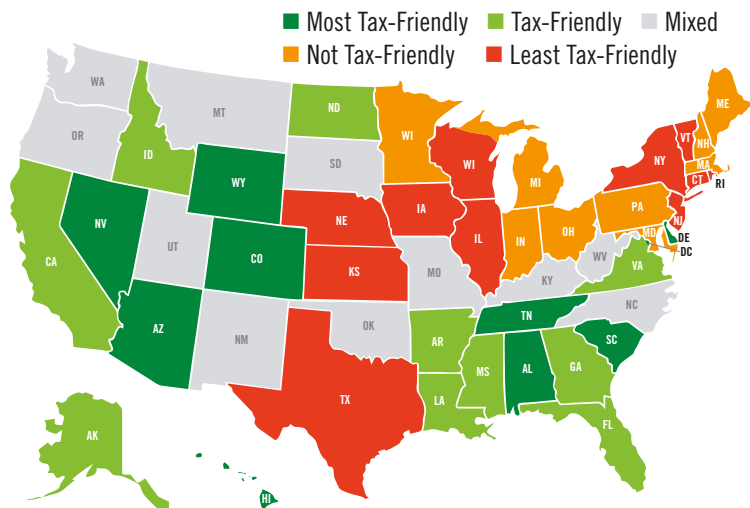 Most Tax-Friendly Tax-Friendly Mixed
Not Tax-Friendly Least Tax-Friendly
WA
MT
ND
WI
ME
OR
ID
WY
SD
WI
MI
NY
VT
NH
MA
CT
RI
NV
UT
CO
NE
IA
IL
IN
OH
PA
NJ
MD
DE
DC
CA
KS
MO
KY
WV
VA
AZ
NM
OK
AR
TN
NC
SC
TX
LA
MS
AL
GA
FL
AK
HI